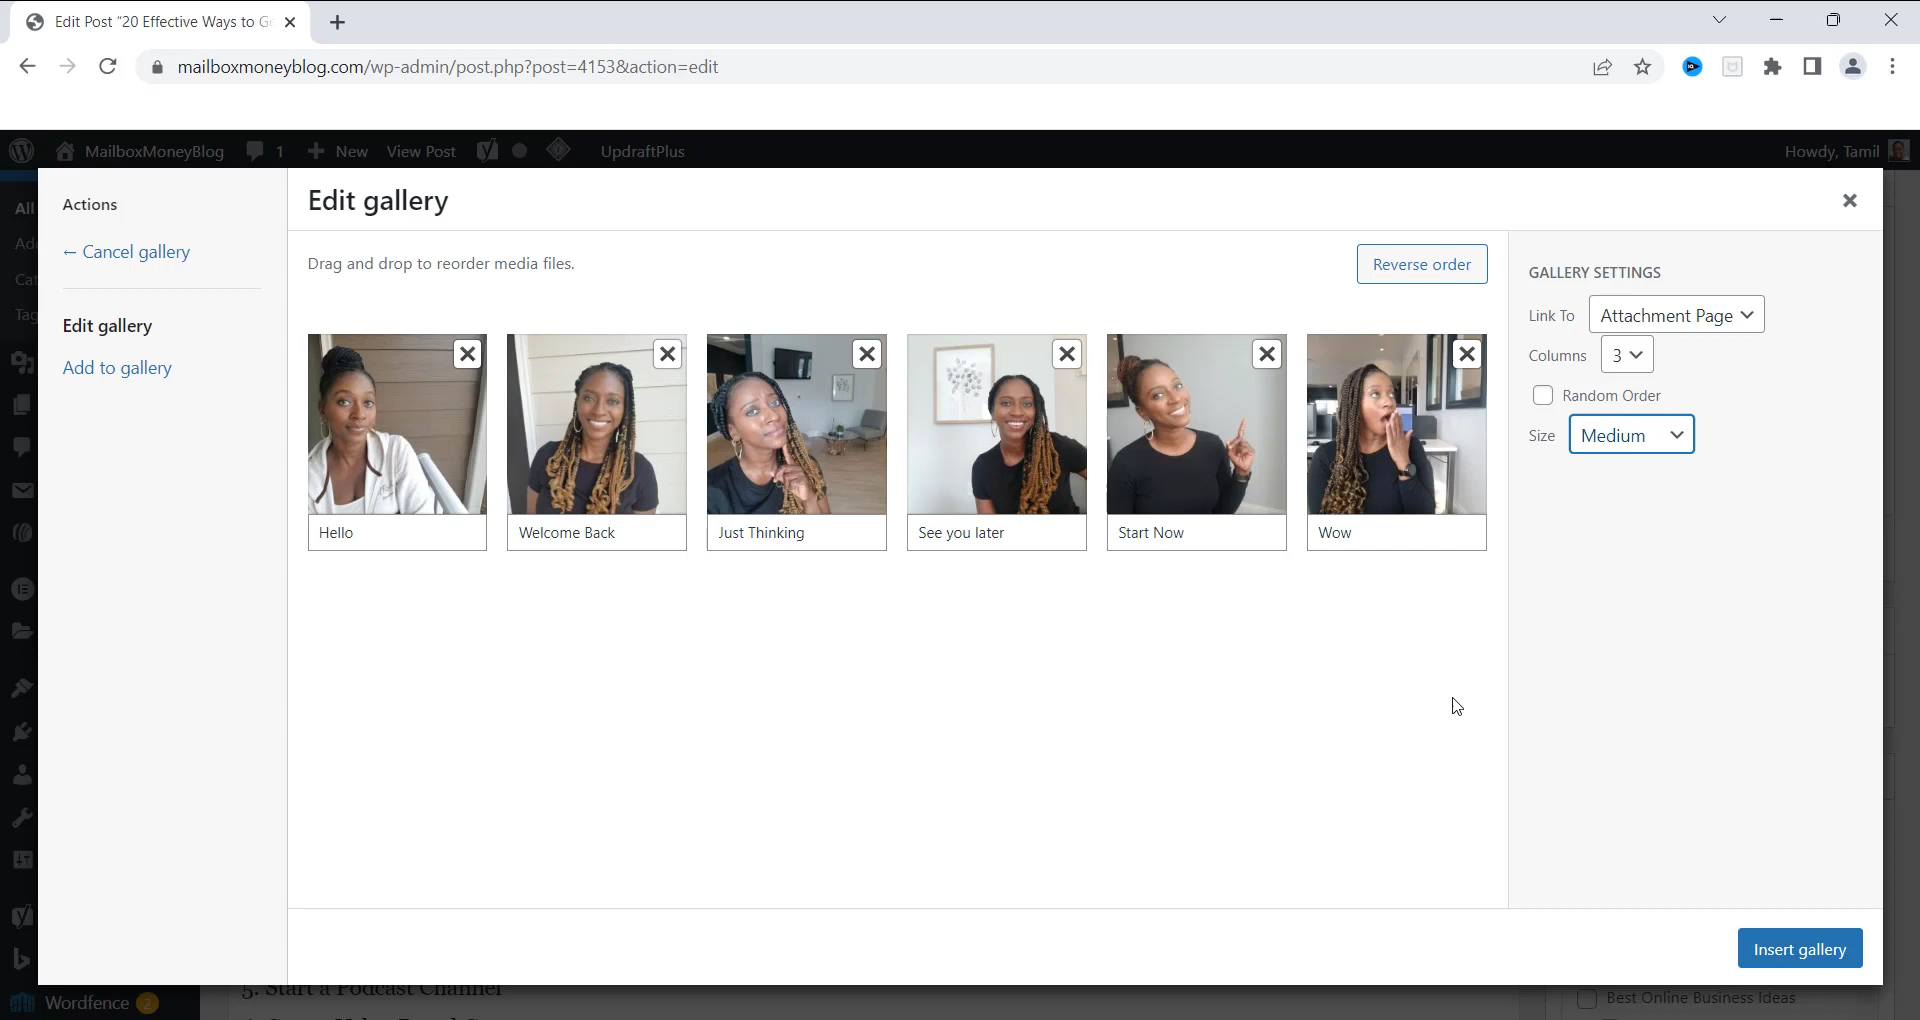 Edit Post "20 Effective Ways to Ge
mailboxmoneyblog.com/wp-admin/post.php?post=4153&action=edit
MailboxMoneyBlog 1 New View Post UpdraftPlus Howdy, Tamil
All
Actions
Edit gallery
← Cancel gallery
Drag and drop to reorder media files.
Reverse order
GALLERY SETTINGS
Link To Attachment Page
Columns 3
Random Order
Size Medium
Edit gallery
Add to gallery
Hello
Welcome Back
Just Thinking
See you later
Start Now
Wow
Insert gallery
5. Start a Podcast Channel
Wordfence 2
Best Online Business Ideas